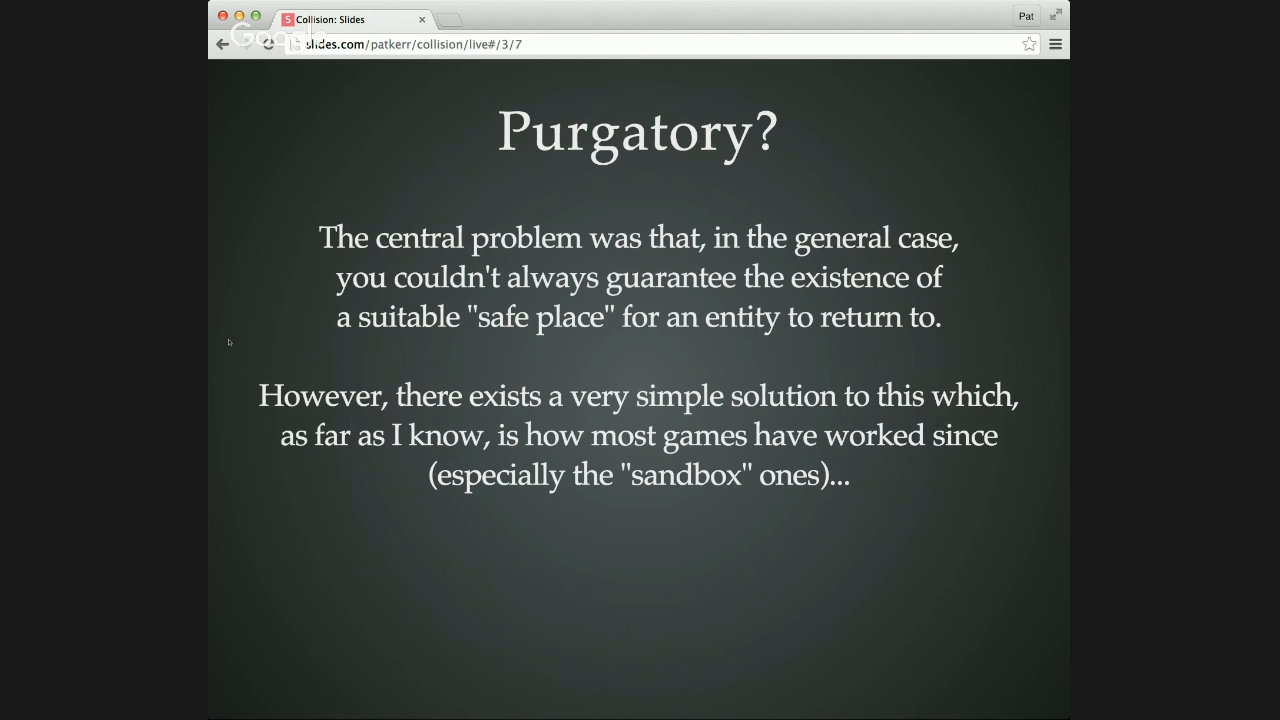 Collision: Slides
Pat
Google
slides.com/patkerr/collision/live#/3/7
Purgatory?
The central problem was that, in the general case,
you couldn't always guarantee the existence of
a suitable "safe place" for an entity to return to.
However, there exists a very simple solution to this which,
as far as I know, is how most games have worked since
(especially the "sandbox" ones)...